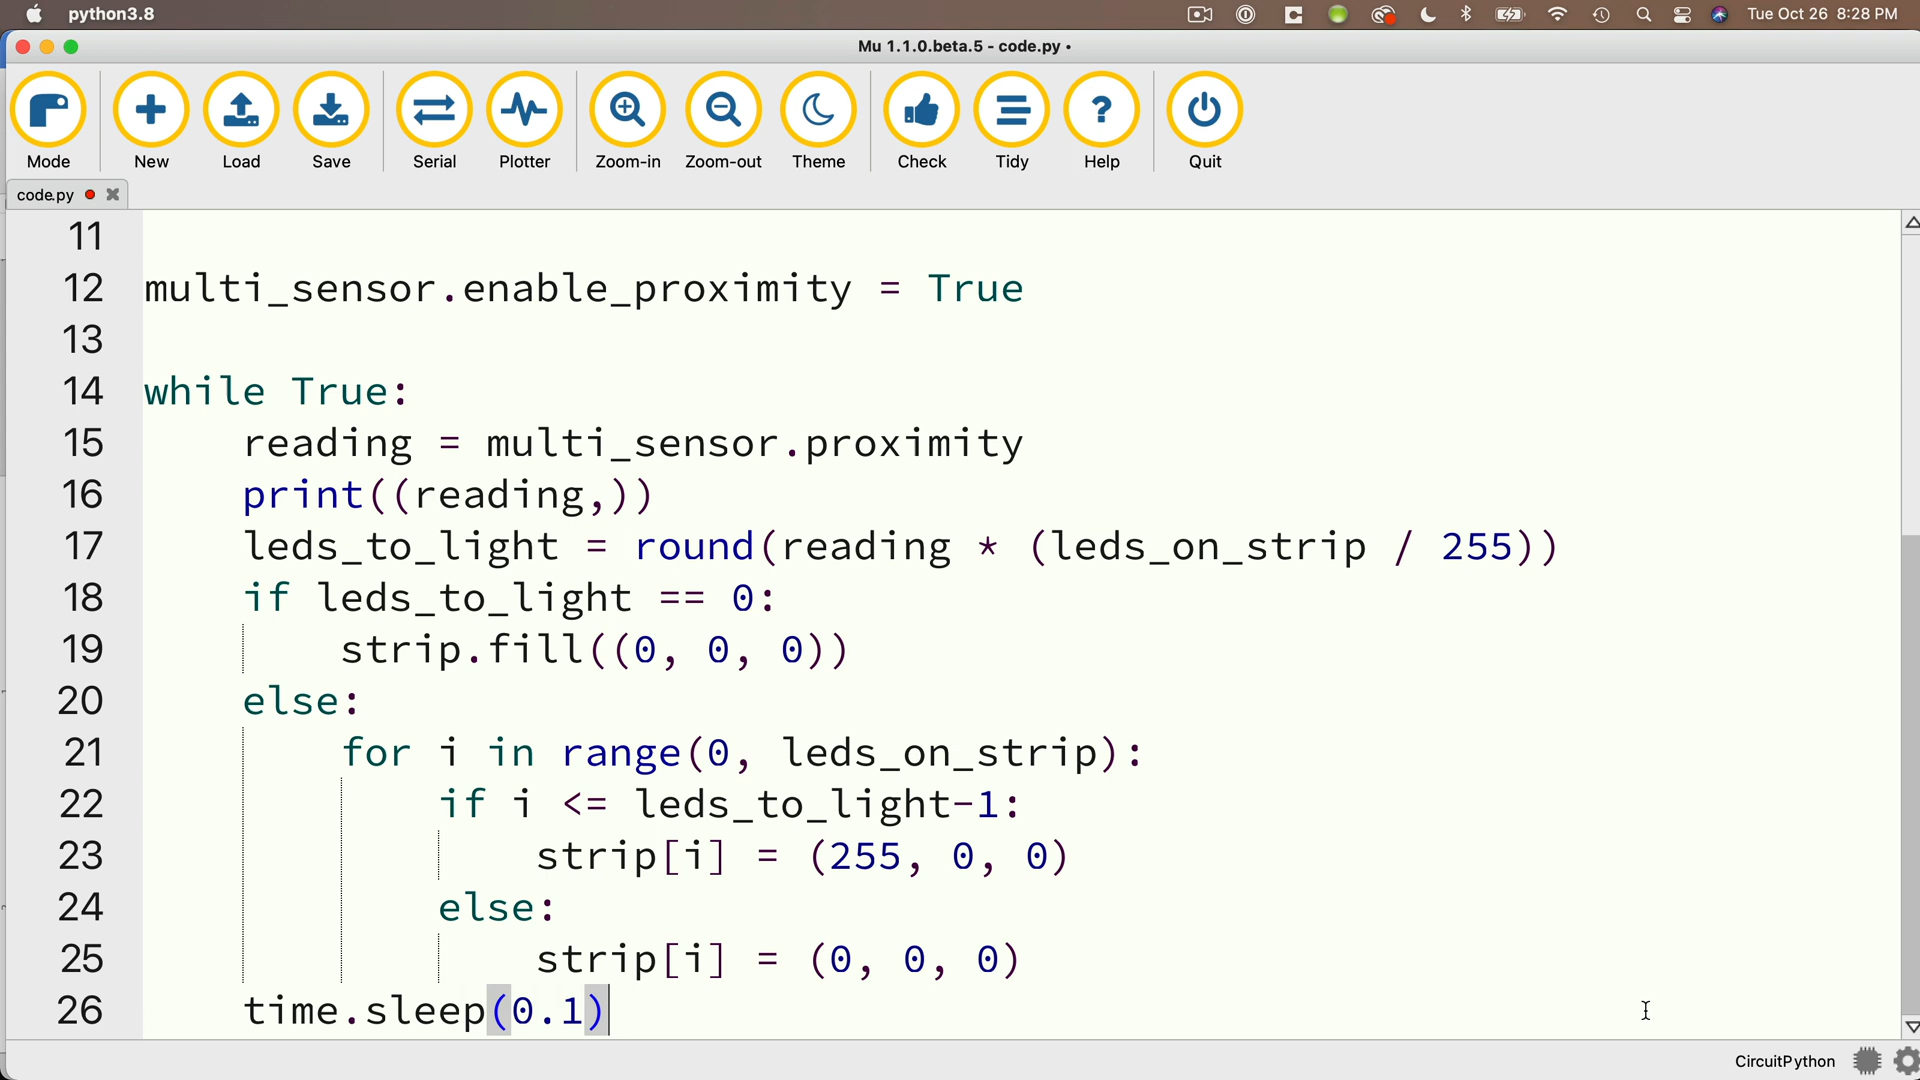 python3.8
Tue Oct 26 8:28 PM
Mu 1.1.0.beta.5 - code.py •
Mode New Load Save Serial Plotter Zoom-in Zoom-out Theme Check Tidy Help Quit
code.py
11
12 multi_sensor.enable_proximity = True
13
14 while True:
15     reading = multi_sensor.proximity
16     print((reading,))
17     leds_to_light = round(reading * (leds_on_strip / 255))
18     if leds_to_light == 0:
19         strip.fill((0, 0, 0))
20     else:
21         for i in range(0, leds_on_strip):
22             if i <= leds_to_light-1:
23                 strip[i] = (255, 0, 0)
24             else:
25                 strip[i] = (0, 0, 0)
26     time.sleep(0.1)
CircuitPython